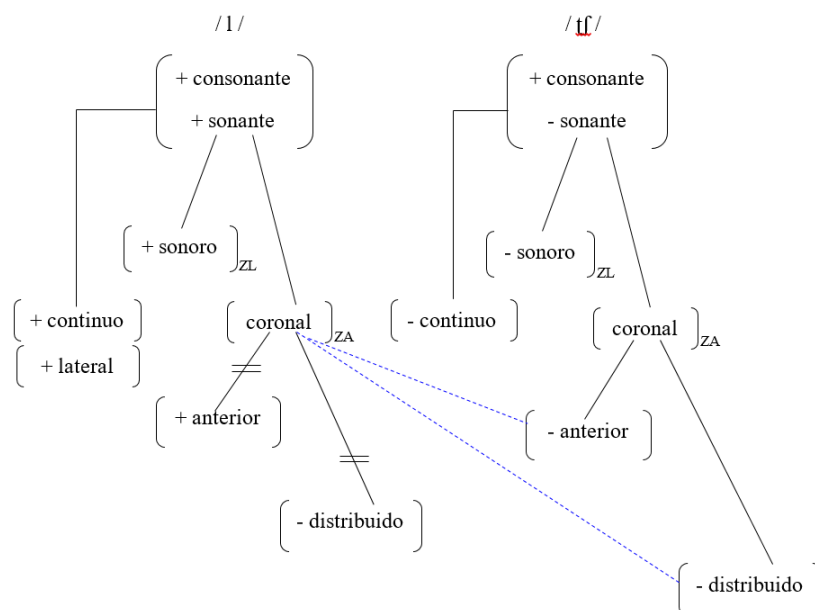 / l /
/ tʃ /
+ consonante
+ sonante
+ consonante
- sonante
+ sonoro
ZL
- sonoro
ZL
+ continuo
+ lateral
coronal
ZA
- continuo
coronal
ZA
+ anterior
- anterior
- distribuido
- distribuido